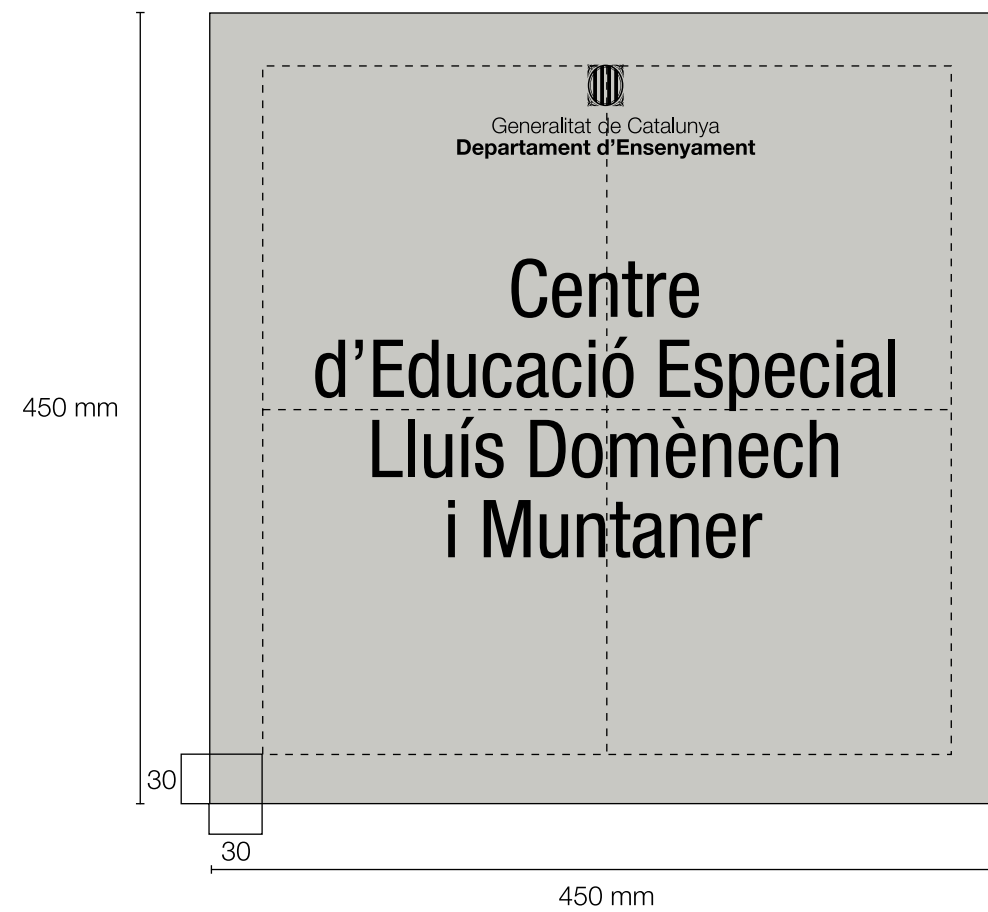 Generalitat de Catalunya
Departament d’Ensenyament
Centre
d’Educació Especial
450 mm
Lluís Domènech
i Muntaner
30
30
450 mm